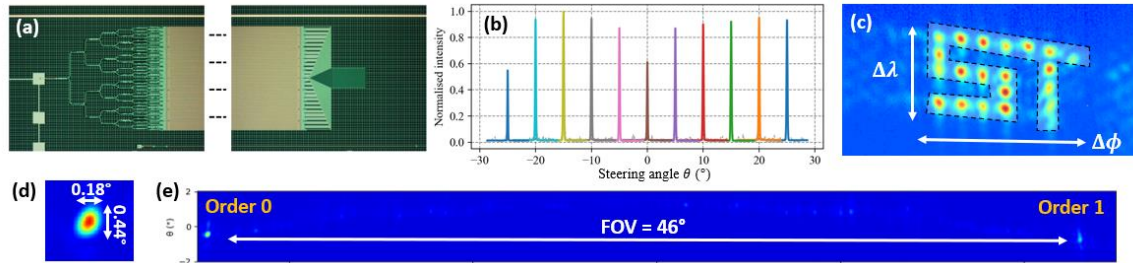 (a)
(b)
Normalised intensity
1.0
0.8
0.6
0.4
0.2
0.0
−30 −20 −10 0 10 20 30
Steering angle θ (°)
(c)
Δλ
Δϕ
(d)
0.18°
0.44°
(e)
θ (°)
2
0
−2
Order 0
FOV = 46°
Order 1